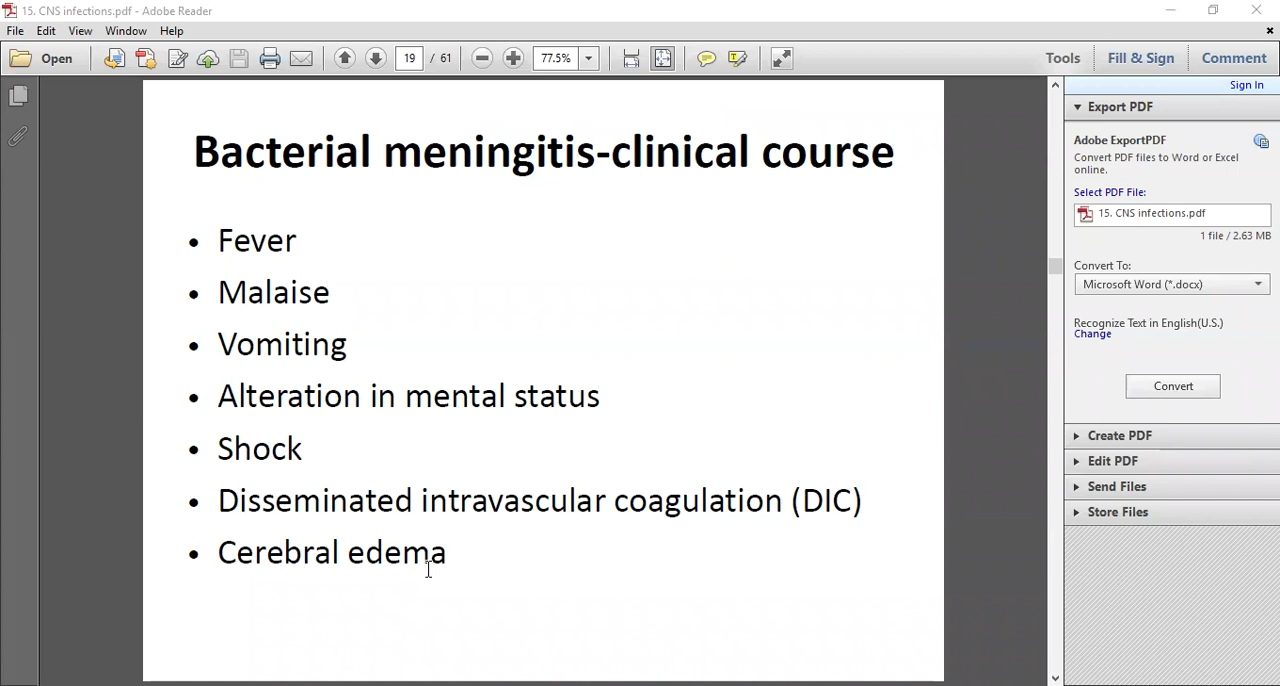 15. CNS infections.pdf - Adobe Reader
File Edit View Window Help
Open 19 / 61 77.5% Tools Fill & Sign Comment
Sign In
Bacterial meningitis-clinical course
• Fever
• Malaise
• Vomiting
• Alteration in mental status
• Shock
• Disseminated intravascular coagulation (DIC)
• Cerebral edema
Export PDF
Adobe ExportPDF
Convert PDF files to Word or Excel
online.
Select PDF File:
15. CNS infections.pdf
1 file / 2.63 MB
Convert To:
Microsoft Word (*.docx)
Recognize Text in English(U.S.)
Change
Convert
Create PDF
Edit PDF
Send Files
Store Files